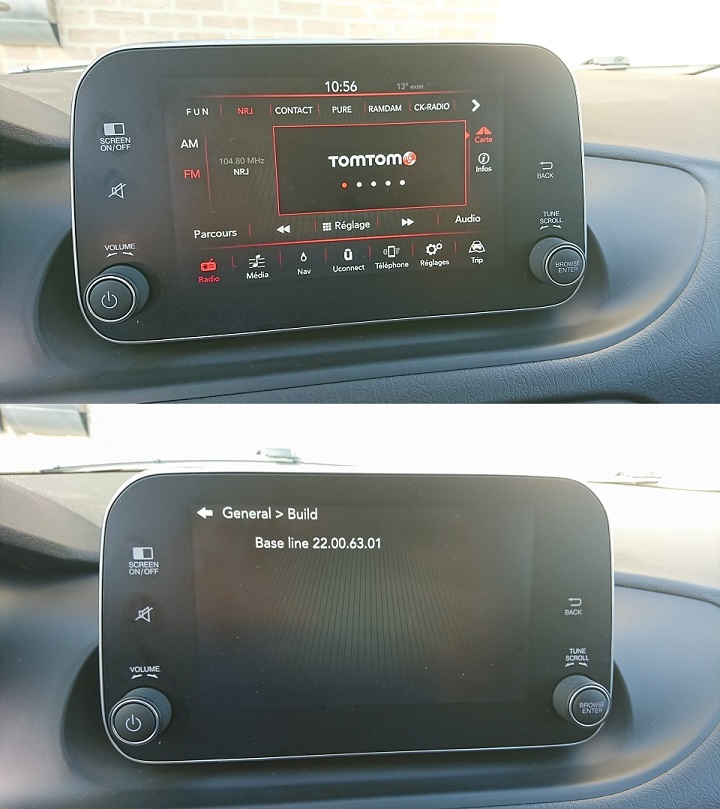 10:56
13° extér.
FUN NRJ CONTACT PURE RAMDAM CK-RADIO
SCREEN
ON/OFF
AM
FM
104.80 MHz
NRJ
TOMTOM
Carte
Infos
BACK
Parcours
Réglage
Audio
TUNE
SCROLL
VOLUME
Radio
Média
Nav
Uconnect
Téléphone
Réglages
Trip
BROWSE
ENTER
General > Build
Base line 22.00.63.01
SCREEN
ON/OFF
BACK
TUNE
SCROLL
VOLUME
BROWSE
ENTER